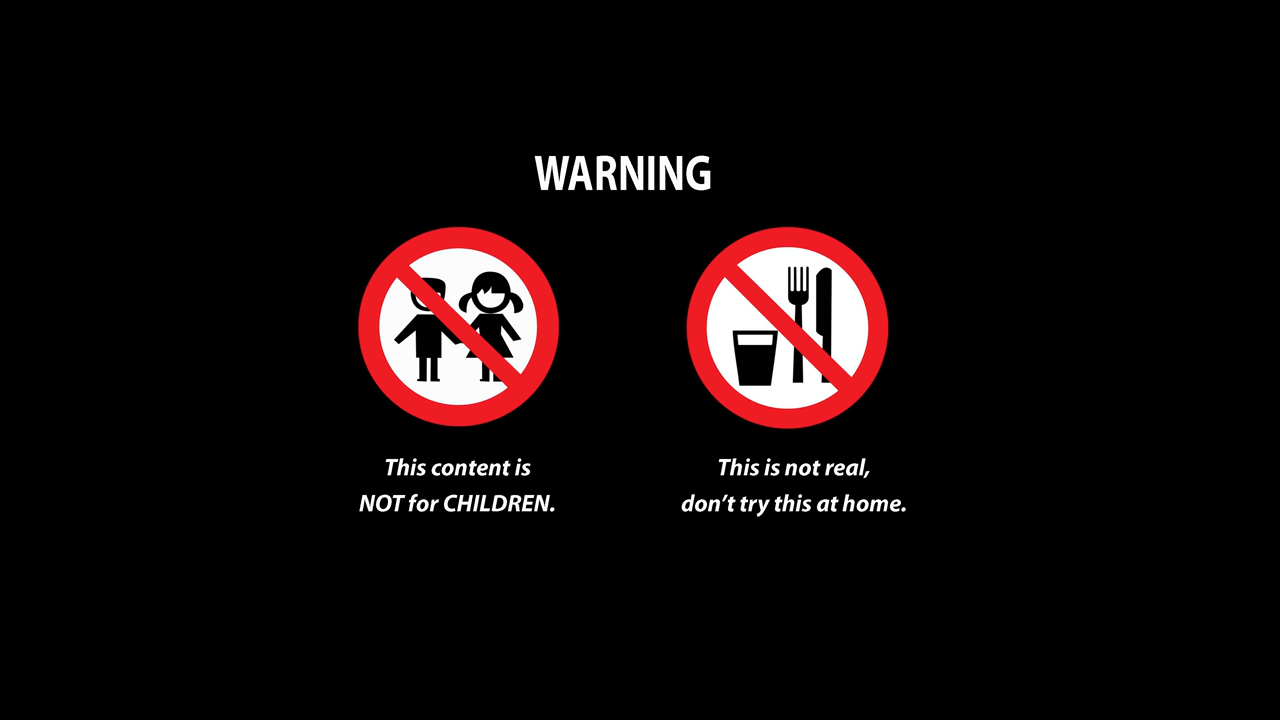 WARNING
This content is
NOT for CHILDREN.
This is not real,
don't try this at home.